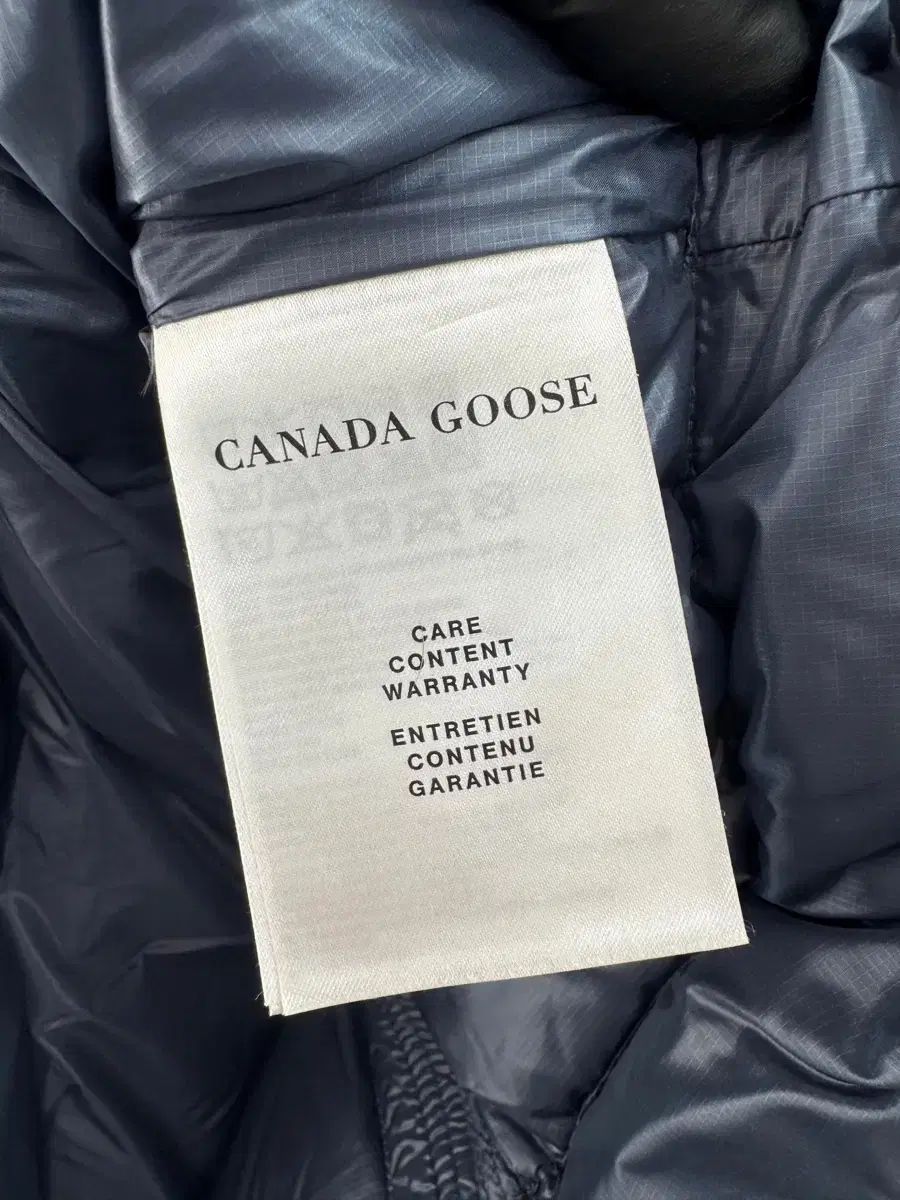 CANADA GOOSE
CARE
CONTENT
WARRANTY
ENTRETIEN
CONTENU
GARANTIE